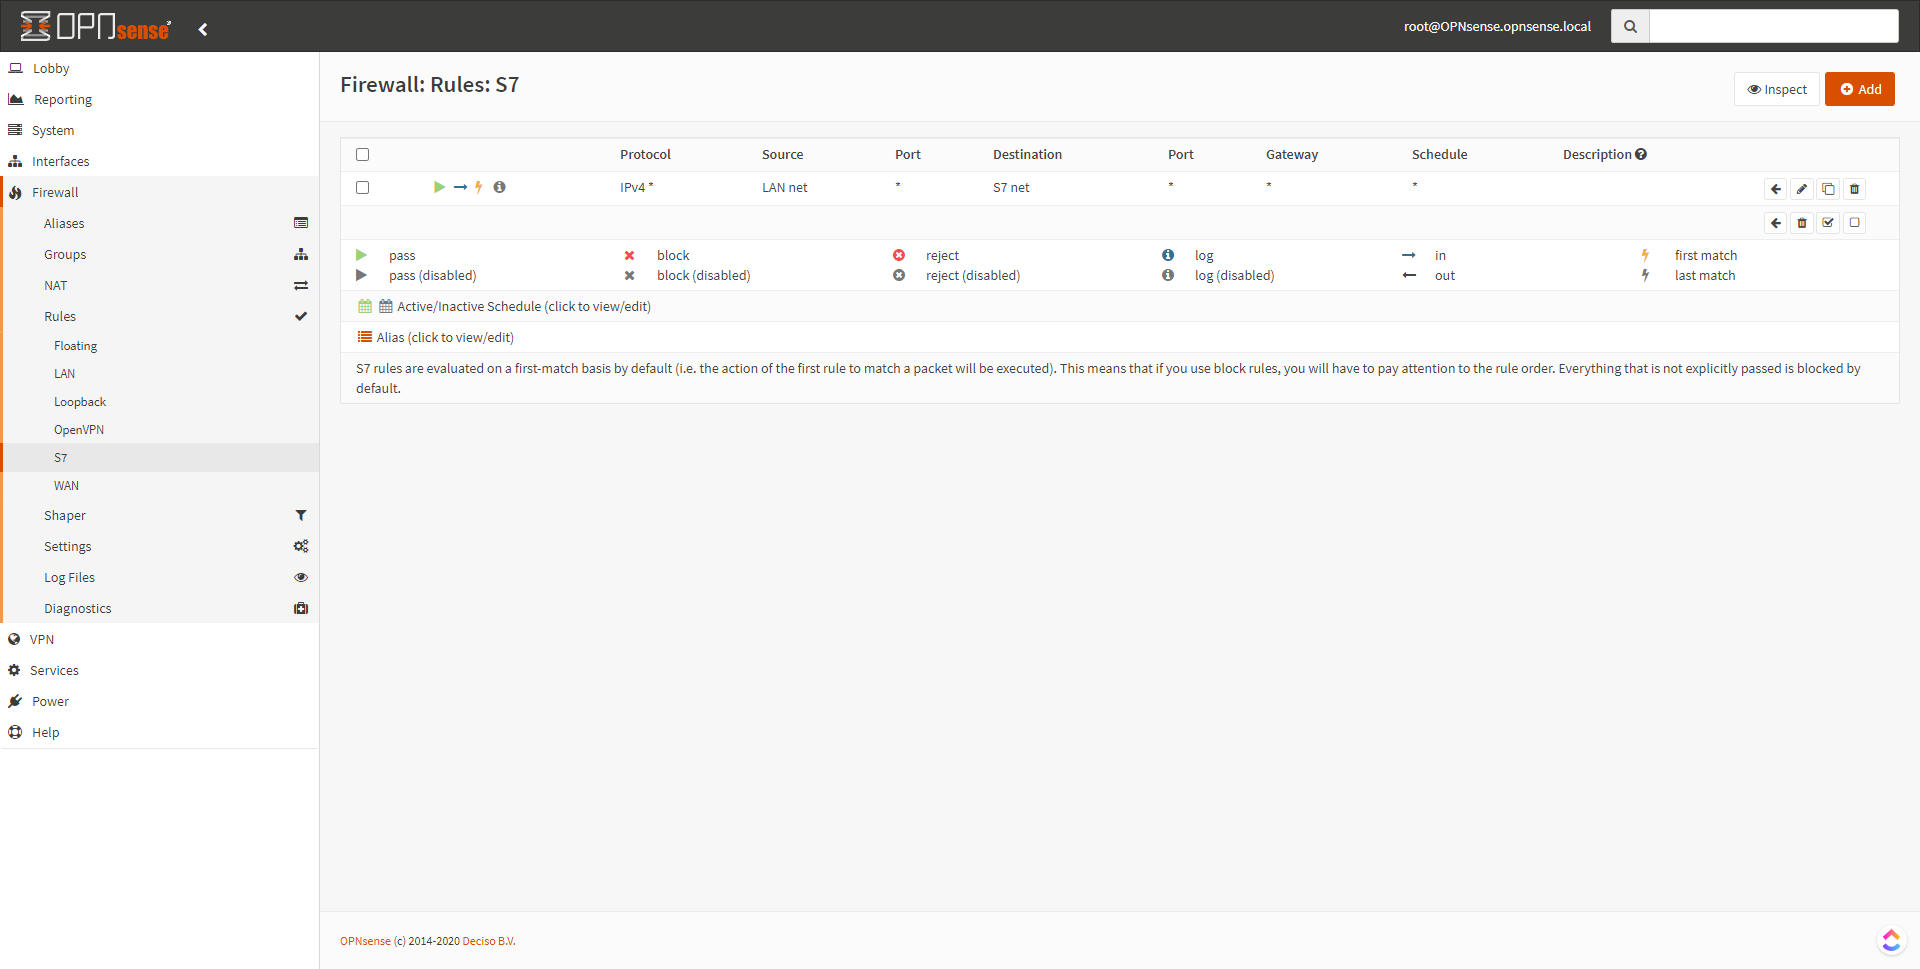 OPNsense
root@OPNsense.opnsense.local
Lobby
Reporting
System
Interfaces
Firewall
Aliases
Groups
NAT
Rules
Floating
LAN
Loopback
OpenVPN
S7
WAN
Shaper
Settings
Log Files
Diagnostics
VPN
Services
Power
Help
Firewall: Rules: S7
Inspect
Add
Protocol Source Port Destination Port Gateway Schedule Description
IPv4 * LAN net * S7 net * * *
pass block reject log in first match
pass (disabled) block (disabled) reject (disabled) log (disabled) out last match
Active/Inactive Schedule (click to view/edit)
Alias (click to view/edit)
S7 rules are evaluated on a first-match basis by default (i.e. the action of the first rule to match a packet will be executed). This means that if you use block rules, you will have to pay attention to the rule order. Everything that is not explicitly passed is blocked by
default.
OPNsense (c) 2014-2020 Deciso B.V.